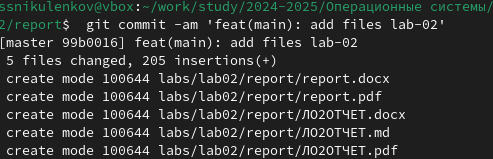 ssnikulenkov@vbox:~/work/study/2024-2025/Операционные системы/
2/report$ git commit -am 'feat(main): add files lab-02'
[master 99b0016] feat(main): add files lab-02
5 files changed, 205 insertions(+)
create mode 100644 labs/lab02/report/report.docx
create mode 100644 labs/lab02/report/report.pdf
create mode 100644 labs/lab02/report/ЛО2ОТЧЕТ.docx
create mode 100644 labs/lab02/report/ЛО2ОТЧЕТ.md
create mode 100644 labs/lab02/report/ЛО2ОТЧЕТ.pdf